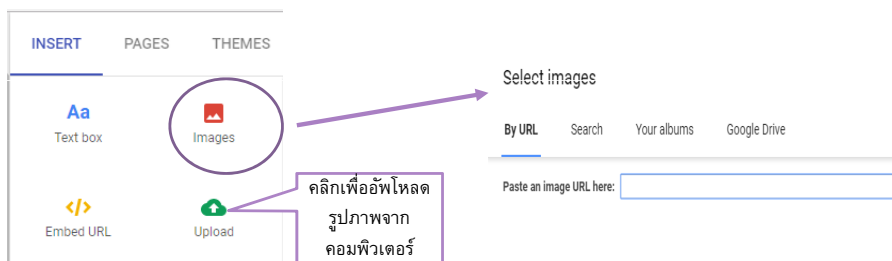 INSERT PAGES THEMES
Aa
Text box Images
</>
Embed URL Upload
คลิกเพื่ออัพโหลด
รูปภาพจาก
คอมพิวเตอร์
Select images
By URL Search Your albums Google Drive
Paste an image URL here: